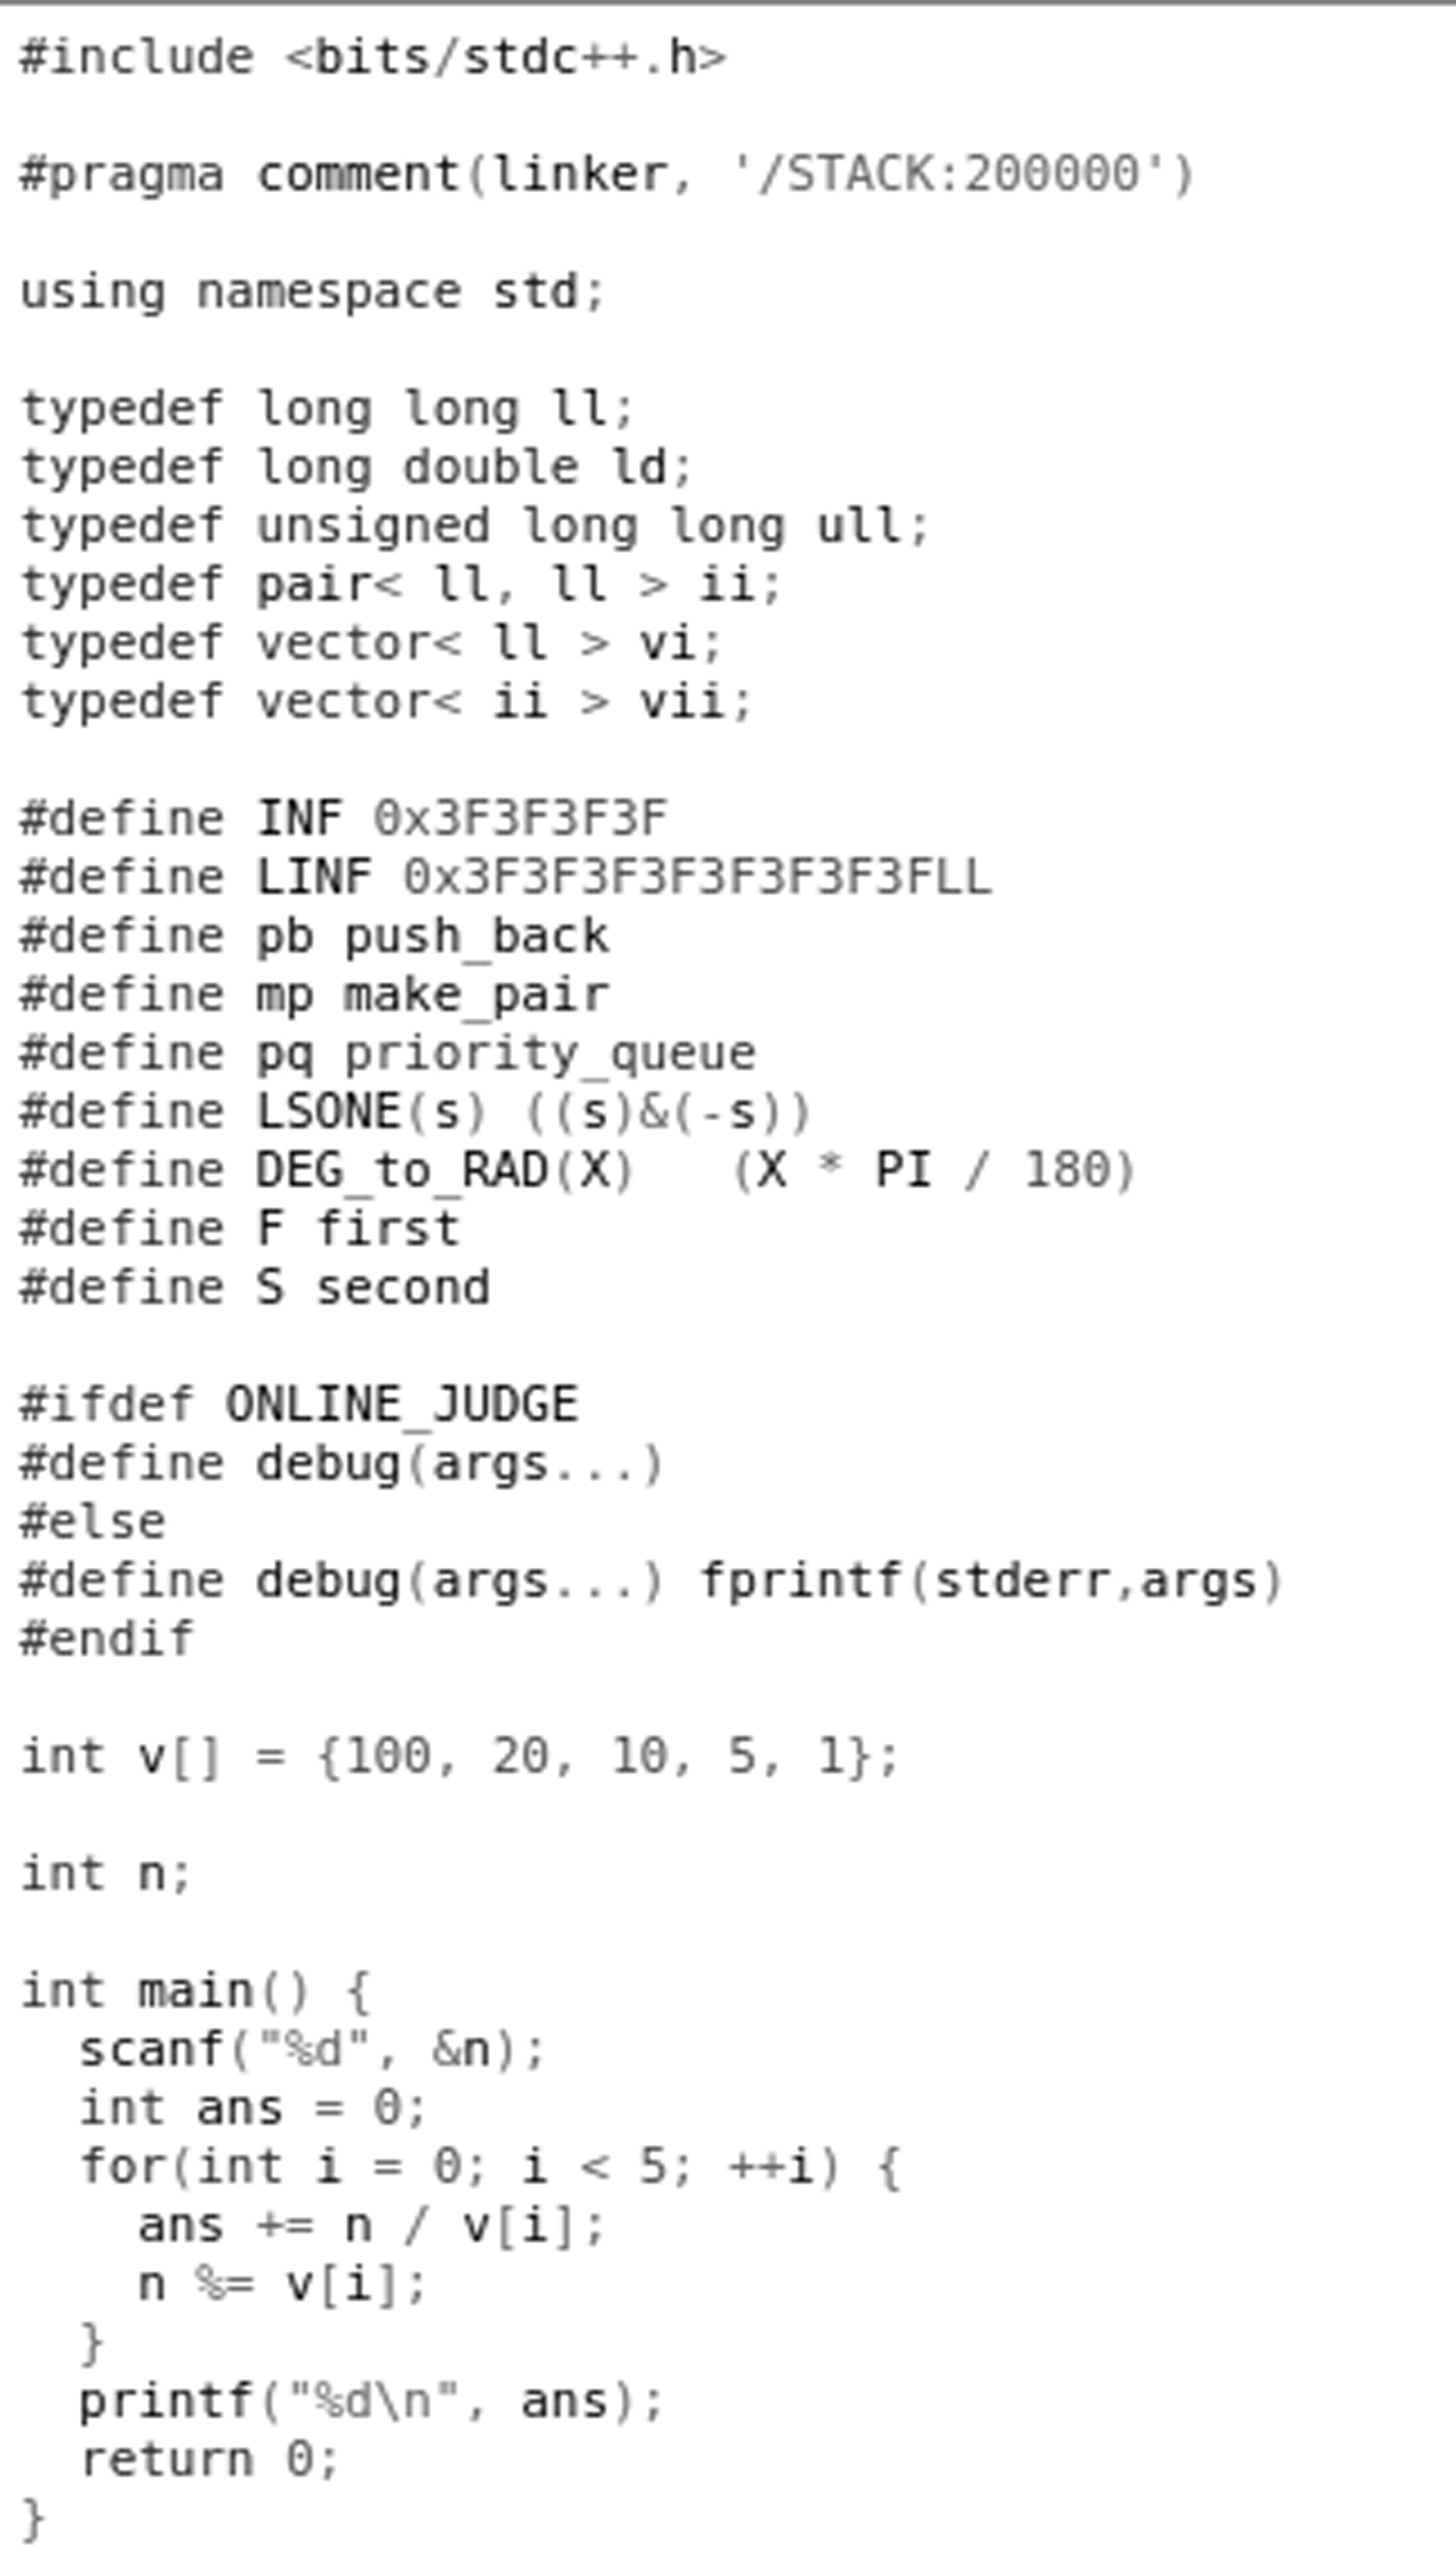 #include <bits/stdc++.h>
#pragma comment(linker, '/STACK:200000')
using namespace std;
typedef long long ll;
typedef long double ld;
typedef unsigned long long ull;
typedef pair< ll, ll > ii;
typedef vector< ll > vi;
typedef vector< ii > vii;
#define INF 0x3F3F3F3F
#define LINF 0x3F3F3F3F3F3F3F3FLL
#define pb push_back
#define mp make_pair
#define pq priority_queue
#define LSONE(s) ((s)&(-s))
#define DEG_to_RAD(X)   (X * PI / 180)
#define F first
#define S second
#ifdef ONLINE_JUDGE
#define debug(args...)
#else
#define debug(args...) fprintf(stderr,args)
#endif
int v[] = {100, 20, 10, 5, 1};
int n;
int main() {
  scanf("%d", &n);
  int ans = 0;
  for(int i = 0; i < 5; ++i) {
    ans += n / v[i];
    n %= v[i];
  }
  printf("%d\n", ans);
  return 0;
}